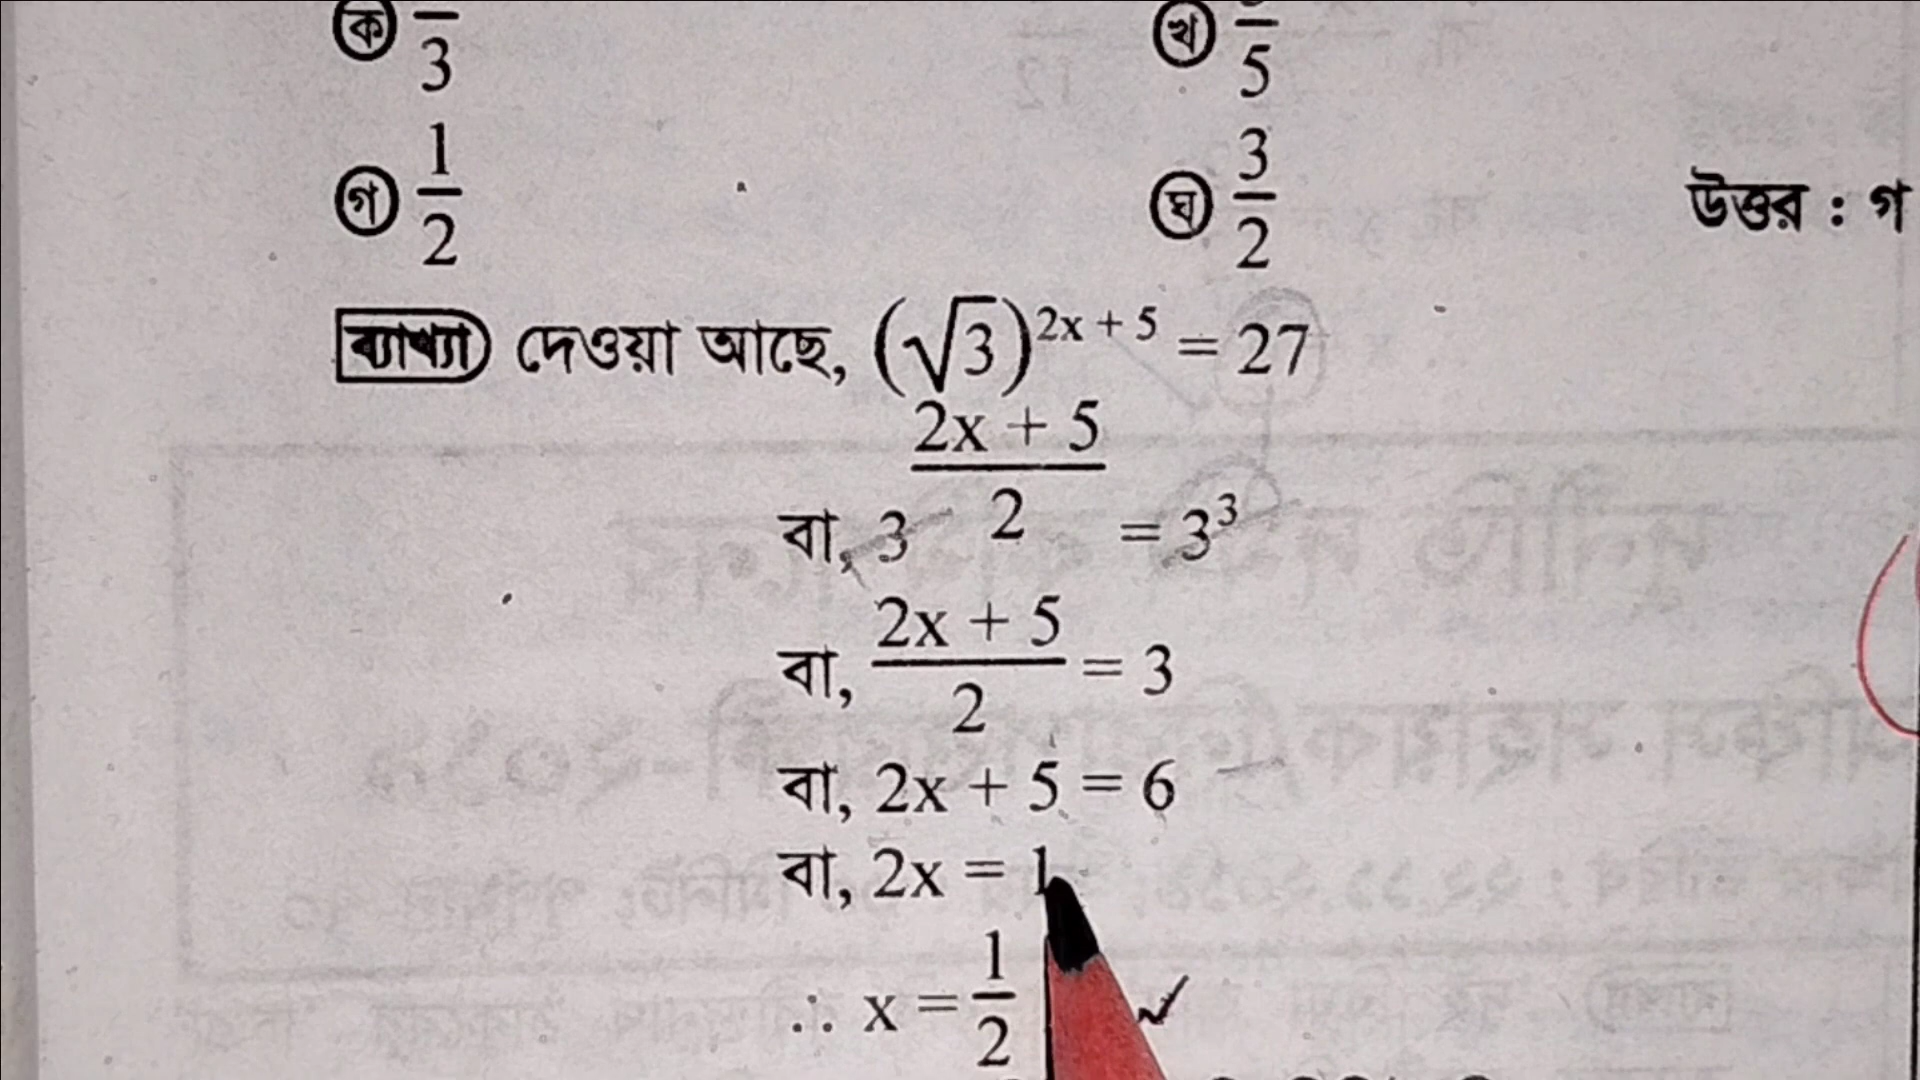 ক 3
খ 5
গ 1/2
ঘ 3/2
উত্তর : গ
ব্যাখ্যা দেওয়া আছে, (√3)^(2x + 5) = 27
বা, 3^((2x + 5)/2) = 3^3
বা, (2x + 5)/2 = 3
বা, 2x + 5 = 6
বা, 2x = 1
∴ x = 1/2